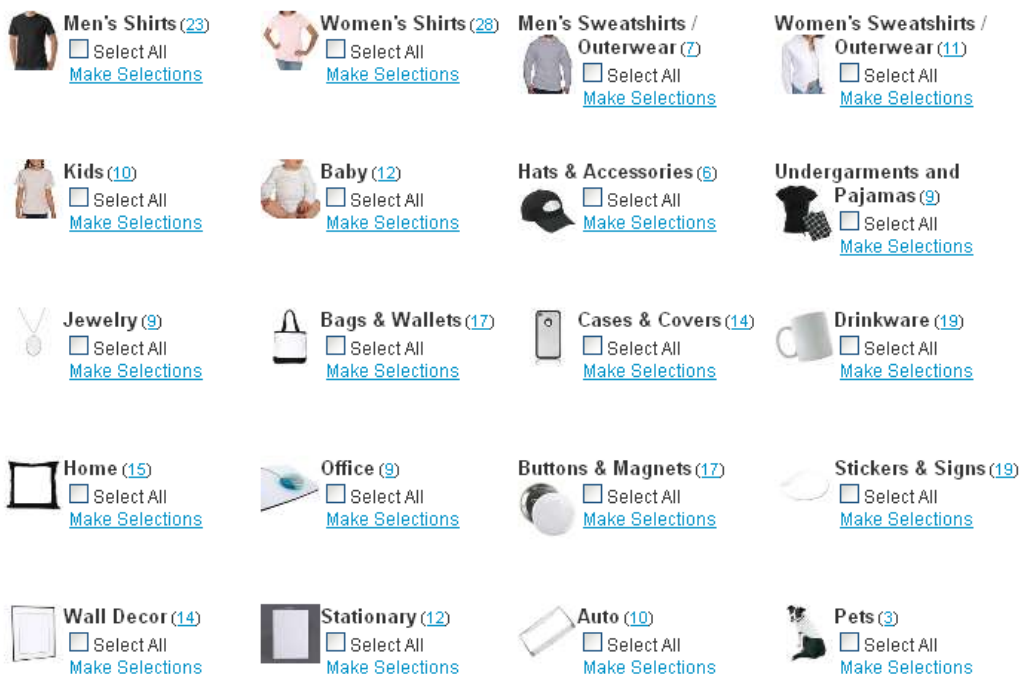 Men's Shirts (23)
Select All
Make Selections
Women's Shirts (28)
Select All
Make Selections
Men's Sweatshirts /
Outerwear (7)
Select All
Make Selections
Women's Sweatshirts /
Outerwear (11)
Select All
Make Selections
Kids (10)
Select All
Make Selections
Baby (12)
Select All
Make Selections
Hats & Accessories (6)
Select All
Make Selections
Undergarments and
Pajamas (9)
Select All
Make Selections
Jewelry (9)
Select All
Make Selections
Bags & Wallets (17)
Select All
Make Selections
Cases & Covers (14)
Select All
Make Selections
Drinkware (19)
Select All
Make Selections
Home (15)
Select All
Make Selections
Office (9)
Select All
Make Selections
Buttons & Magnets (17)
Select All
Make Selections
Stickers & Signs (19)
Select All
Make Selections
Wall Decor (14)
Select All
Make Selections
Stationary (12)
Select All
Make Selections
Auto (10)
Select All
Make Selections
Pets (3)
Select All
Make Selections